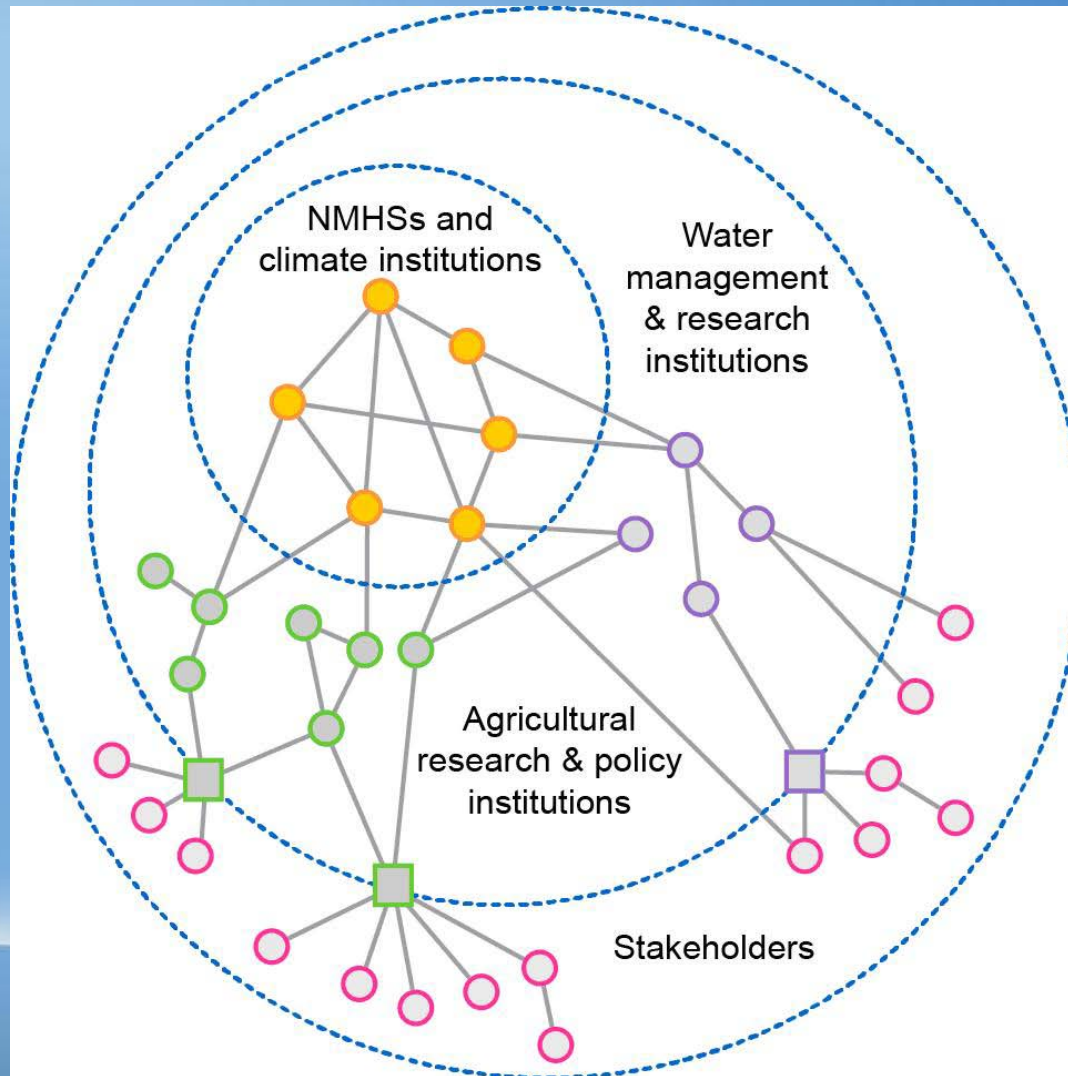 NMHSs and
climate institutions
Water
management
& research
institutions
Agricultural
research & policy
institutions
Stakeholders